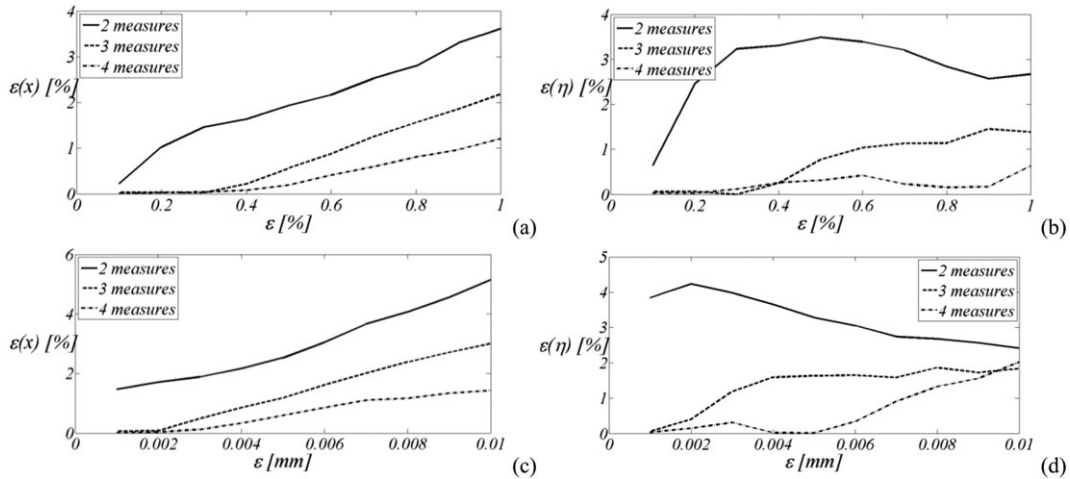 4
3
2
1
0
ε(x) [%]
2 measures
3 measures
4 measures
0 0.2 0.4 0.6 0.8 1
ε [%]
(a)
4
3
2
1
0
ε(η) [%]
2 measures
3 measures
4 measures
0 0.2 0.4 0.6 0.8 1
ε [%]
(b)
6
4
2
0
ε(x) [%]
2 measures
3 measures
4 measures
0 0.002 0.004 0.006 0.008 0.01
ε [mm]
(c)
5
4
3
2
1
0
ε(η) [%]
2 measures
3 measures
4 measures
0 0.002 0.004 0.006 0.008 0.01
ε [mm]
(d)